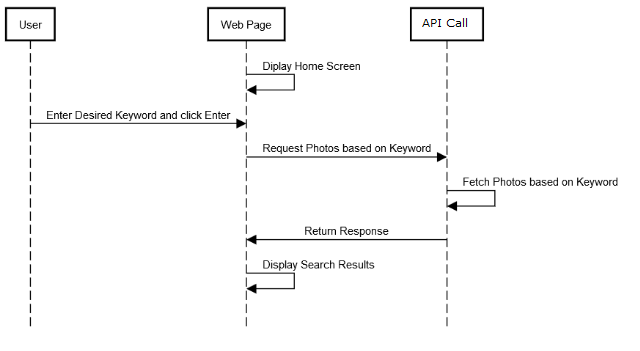 User
Web Page
API Call
Diplay Home Screen
Enter Desired Keyword and click Enter
Request Photos based on Keyword
Fetch Photos based on Keyword
Return Response
Display Search Results